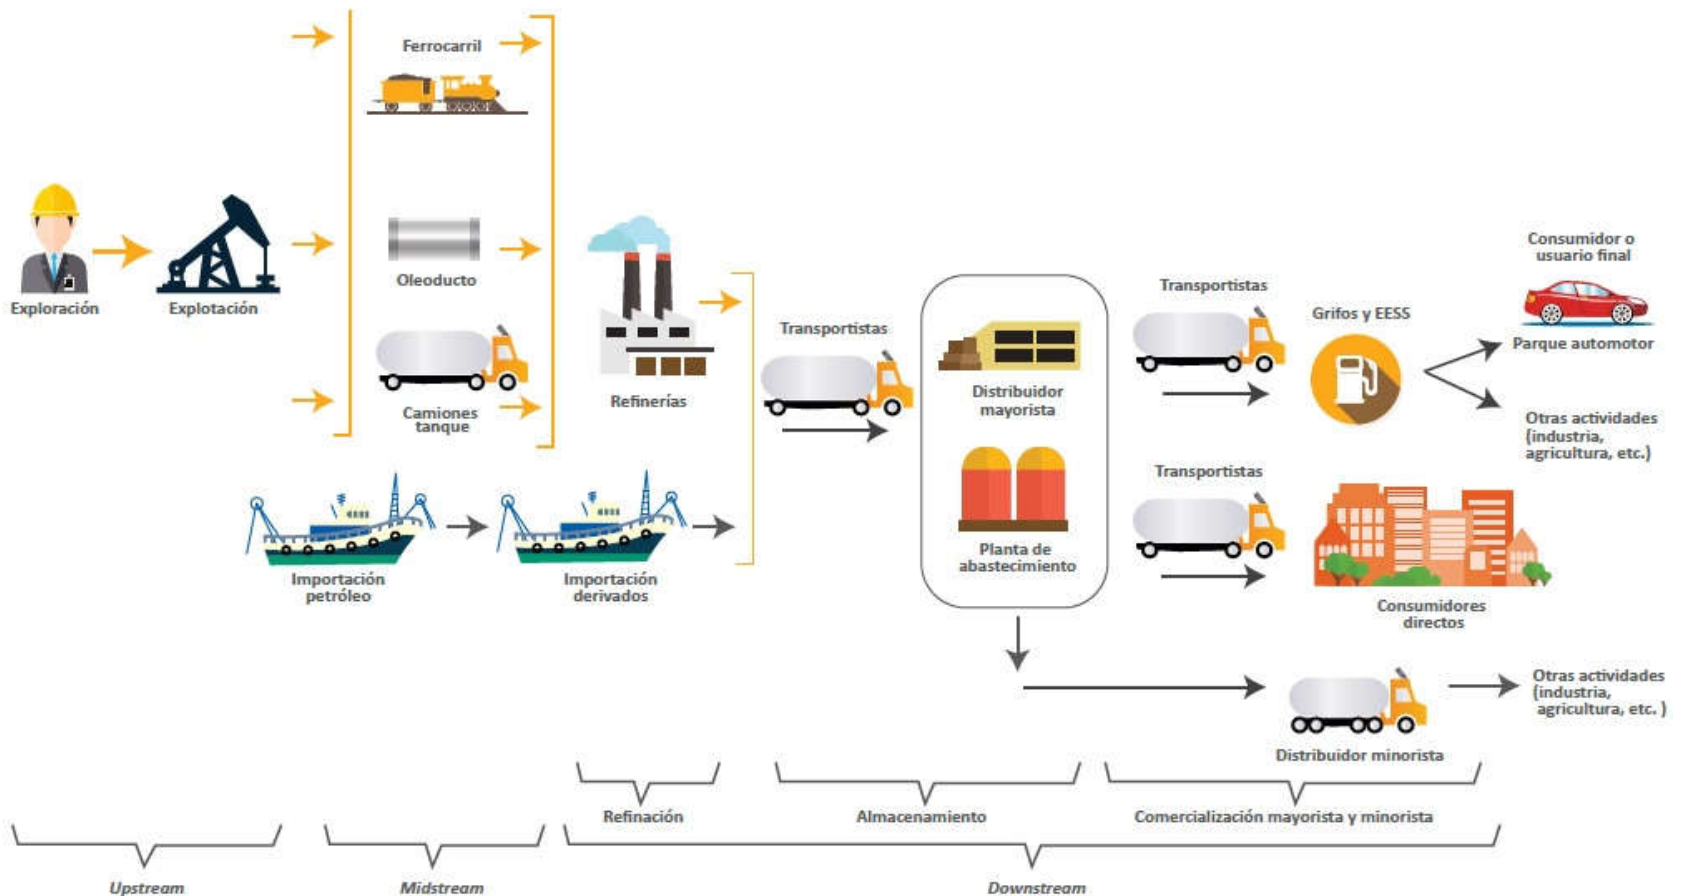 Ferrocarril
Oleoducto
Camiones
tanque
Exploración
Explotación
Importación
petróleo
Importación
derivados
Refinerías
Transportistas
Distribuidor
mayorista
Planta de
abastecimiento
Transportistas
Grifos y EESS
Consumidor o
usuario final
Parque automotor
Otras actividades
(industria,
agricultura, etc.)
Transportistas
Consumidores
directos
Distribuidor minorista
Otras actividades
(industria,
agricultura, etc. )
Refinación
Almacenamiento
Comercialización mayorista y minorista
Upstream
Midstream
Downstream